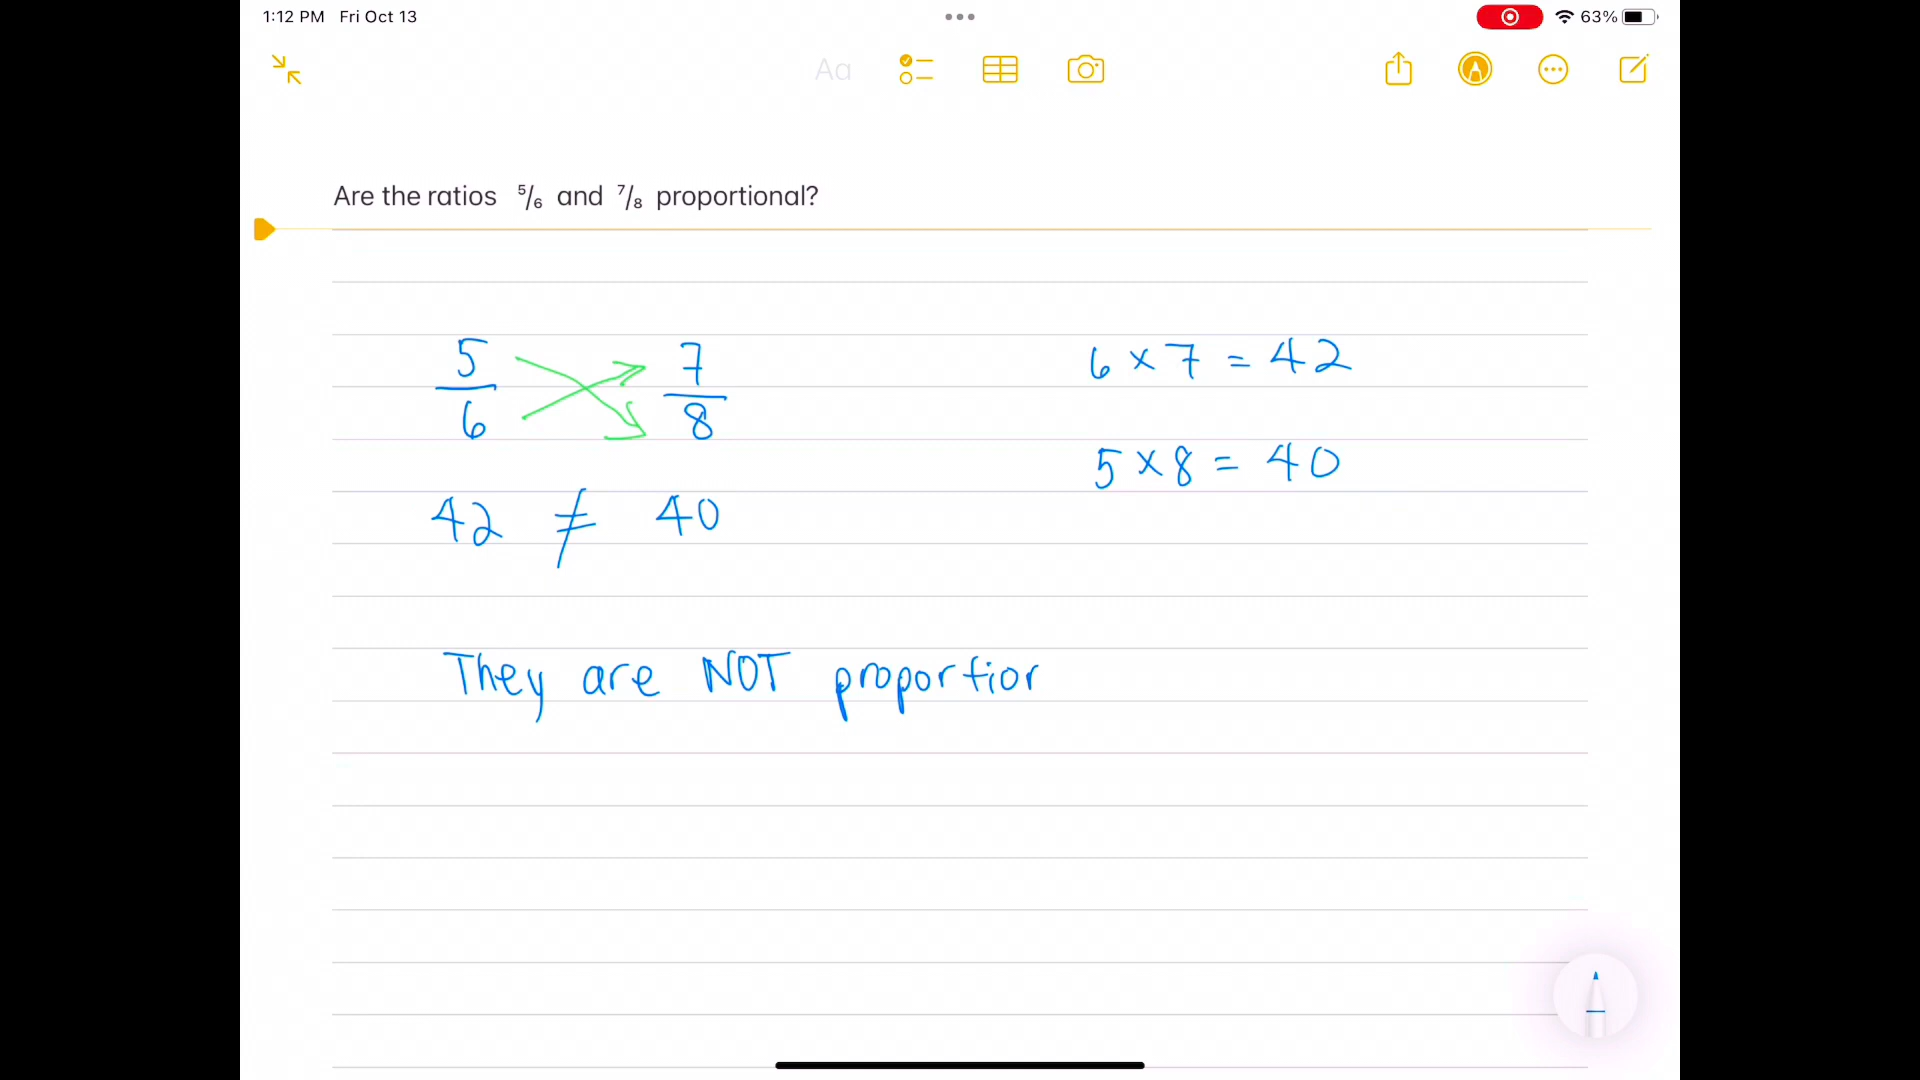 1:12 PM Fri Oct 13
63%
Aa
Are the ratios 5/6 and 7/8 proportional?
5/6 7/8
6 × 7 = 42
5 × 8 = 40
42 ≠ 40
They are NOT proportior